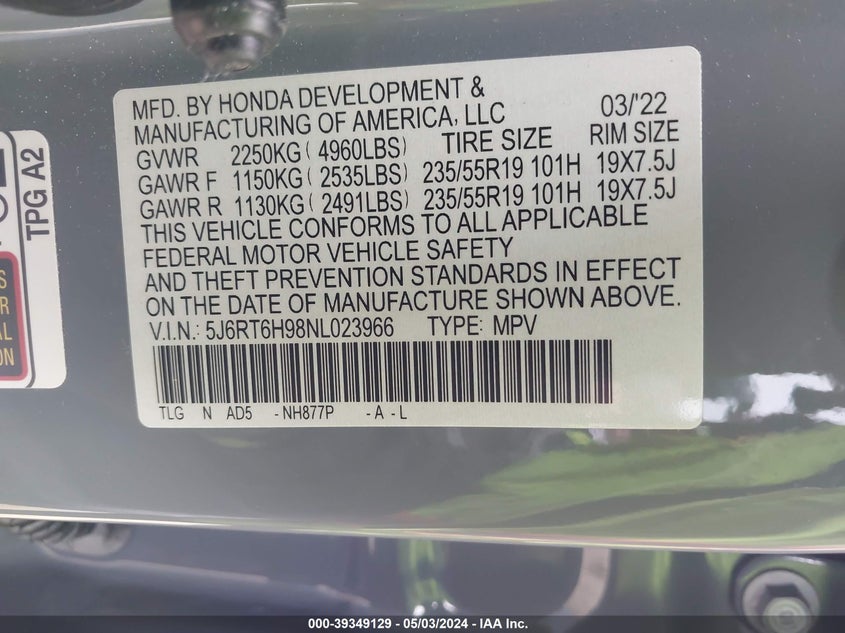 MFD. BY HONDA DEVELOPMENT &
MANUFACTURING OF AMERICA, LLC 03/'22
GVWR 2250KG ( 4960LBS) TIRE SIZE RIM SIZE
GAWR F 1150KG ( 2535LBS) 235/55R19 101H 19X7.5J
GAWR R 1130KG ( 2491LBS) 235/55R19 101H 19X7.5J
THIS VEHICLE CONFORMS TO ALL APPLICABLE
FEDERAL MOTOR VEHICLE SAFETY
AND THEFT PREVENTION STANDARDS IN EFFECT
ON THE DATE OF MANUFACTURE SHOWN ABOVE.
V.I.N.: 5J6RT6H98NL023966 TYPE: MPV
TLG N AD5 -NH877P -A -L
TPG A2
000-39349129 - 05/03/2024 - IAA Inc.